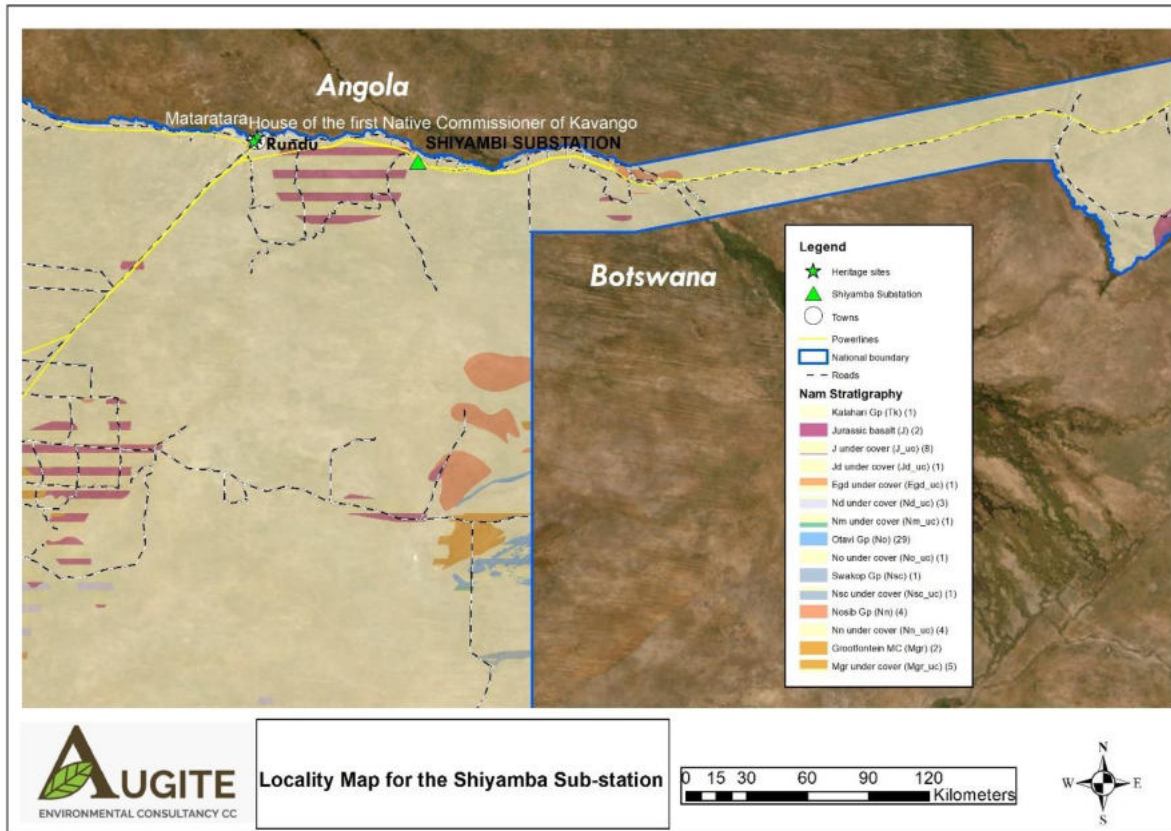 Angola
Mataratara
House of the first Native Commissioner of Kavango
Rundu
SHIYAMBI SUBSTATION
Botswana
Legend
Heritage sites
Shiyamba Substation
Towns
Powerlines
National boundary
Roads
Nam Stratigraphy
Kalahari Gp (Tk) (1)
Jurassic basalt (J) (2)
J under cover (J_uc) (8)
Jd under cover (Jd_uc) (1)
Egd under cover (Egd_uc) (1)
Nd under cover (Nd_uc) (3)
Nm under cover (Nm_uc) (1)
Otavi Gp (No) (29)
No under cover (No_uc) (1)
Swakop Gp (Nsc) (1)
Nsc under cover (Nsc_uc) (1)
Nosib Gp (Nn) (4)
Nn under cover (Nn_uc) (4)
Grootfontein MC (Mgr) (2)
Mgr under cover (Mgr_uc) (5)
AUGITE
ENVIRONMENTAL CONSULTANCY CC
Locality Map for the Shiyamba Sub-station
0 15 30 60 90 120
Kilometers
N
W E
S